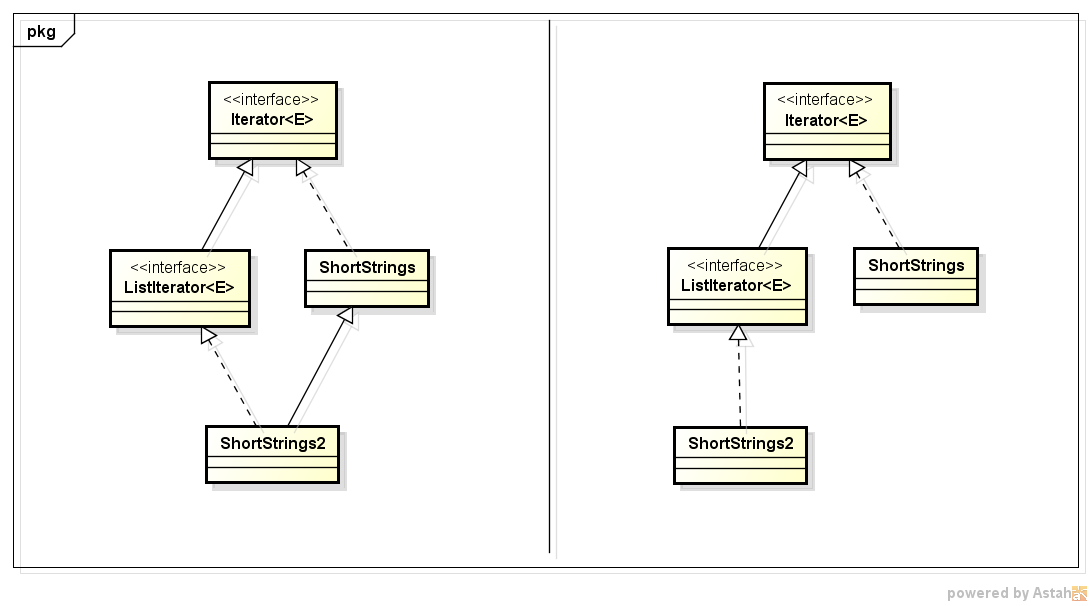 pkg
<<interface>>
Iterator<E>
<<interface>>
ListIterator<E>
ShortStrings
ShortStrings2
<<interface>>
Iterator<E>
<<interface>>
ListIterator<E>
ShortStrings
ShortStrings2
powered by Astah